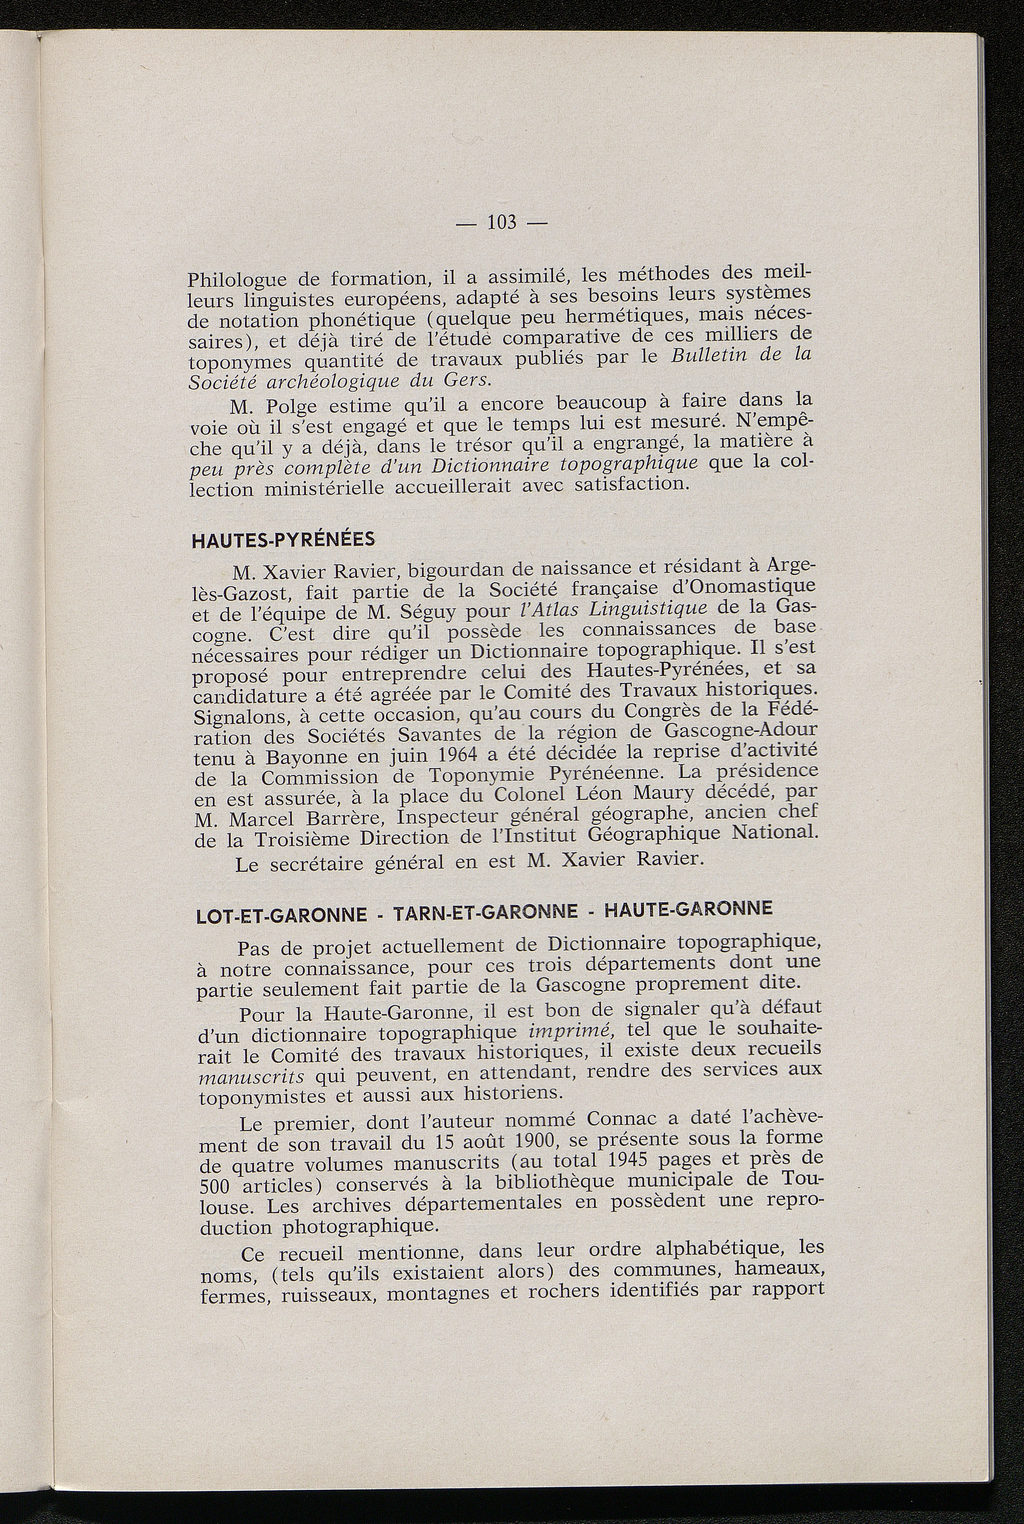 — 103 —
Philologue de formation, il a assimilé, les méthodes des meil-
leurs linguistes européens, adapté à ses besoins leurs systèmes
de notation phonétique (quelque peu hermétiques, mais néces-
saires), et déjà tiré de l'étude comparative de ces milliers de
toponymes quantité de travaux publiés par le Bulletin de la
Société archéologique du Gers.
M. Polge estime qu'il a encore beaucoup à faire dans la
voie où il s'est engagé et que le temps lui est mesuré. N'empê-
che qu'il y a déjà, dans le trésor qu'il a engrangé, la matière à
peu près complète d'un Dictionnaire topographique que la col-
lection ministérielle accueillerait avec satisfaction.
HAUTES-PYRÉNÉES
M. Xavier Ravier, bigourdan de naissance et résidant à Arge-
lès-Gazost, fait partie de la Société française d'Onomastique
et de l'équipe de M. Séguy pour l'Atlas Linguistique de la Gas-
cogne. C'est dire qu'il possède les connaissances de base
nécessaires pour rédiger un Dictionnaire topographique. Il s'est
proposé pour entreprendre celui des Hautes-Pyrénées, et sa
candidature a été agréée par le Comité des Travaux historiques.
Signalons, à cette occasion, qu'au cours du Congrès de la Fédé-
ration des Sociétés Savantes de la région de Gascogne-Adour
tenu à Bayonne en juin 1964 a été décidée la reprise d'activité
de la Commission de Toponymie Pyrénéenne. La présidence
en est assurée, à la place du Colonel Léon Maury décédé, par
M. Marcel Barrère, Inspecteur général géographe, ancien chef
de la Troisième Direction de l'Institut Géographique National.
Le secrétaire général en est M. Xavier Ravier.
LOT-ET-GARONNE - TARN-ET-GARONNE - HAUTE-GARONNE
Pas de projet actuellement de Dictionnaire topographique,
à notre connaissance, pour ces trois départements dont une
partie seulement fait partie de la Gascogne proprement dite.
Pour la Haute-Garonne, il est bon de signaler qu'à défaut
d'un dictionnaire topographique imprimé, tel que le souhaite-
rait le Comité des travaux historiques, il existe deux recueils
manuscrits qui peuvent, en attendant, rendre des services aux
toponymistes et aussi aux historiens.
Le premier, dont l'auteur nommé Connac a daté l'achève-
ment de son travail du 15 août 1900, se présente sous la forme
de quatre volumes manuscrits (au total 1945 pages et près de
500 articles) conservés à la bibliothèque municipale de Tou-
louse. Les archives départementales en possèdent une repro-
duction photographique.
Ce recueil mentionne, dans leur ordre alphabétique, les
noms, (tels qu'ils existaient alors) des communes, hameaux,
fermes, ruisseaux, montagnes et rochers identifiés par rapport